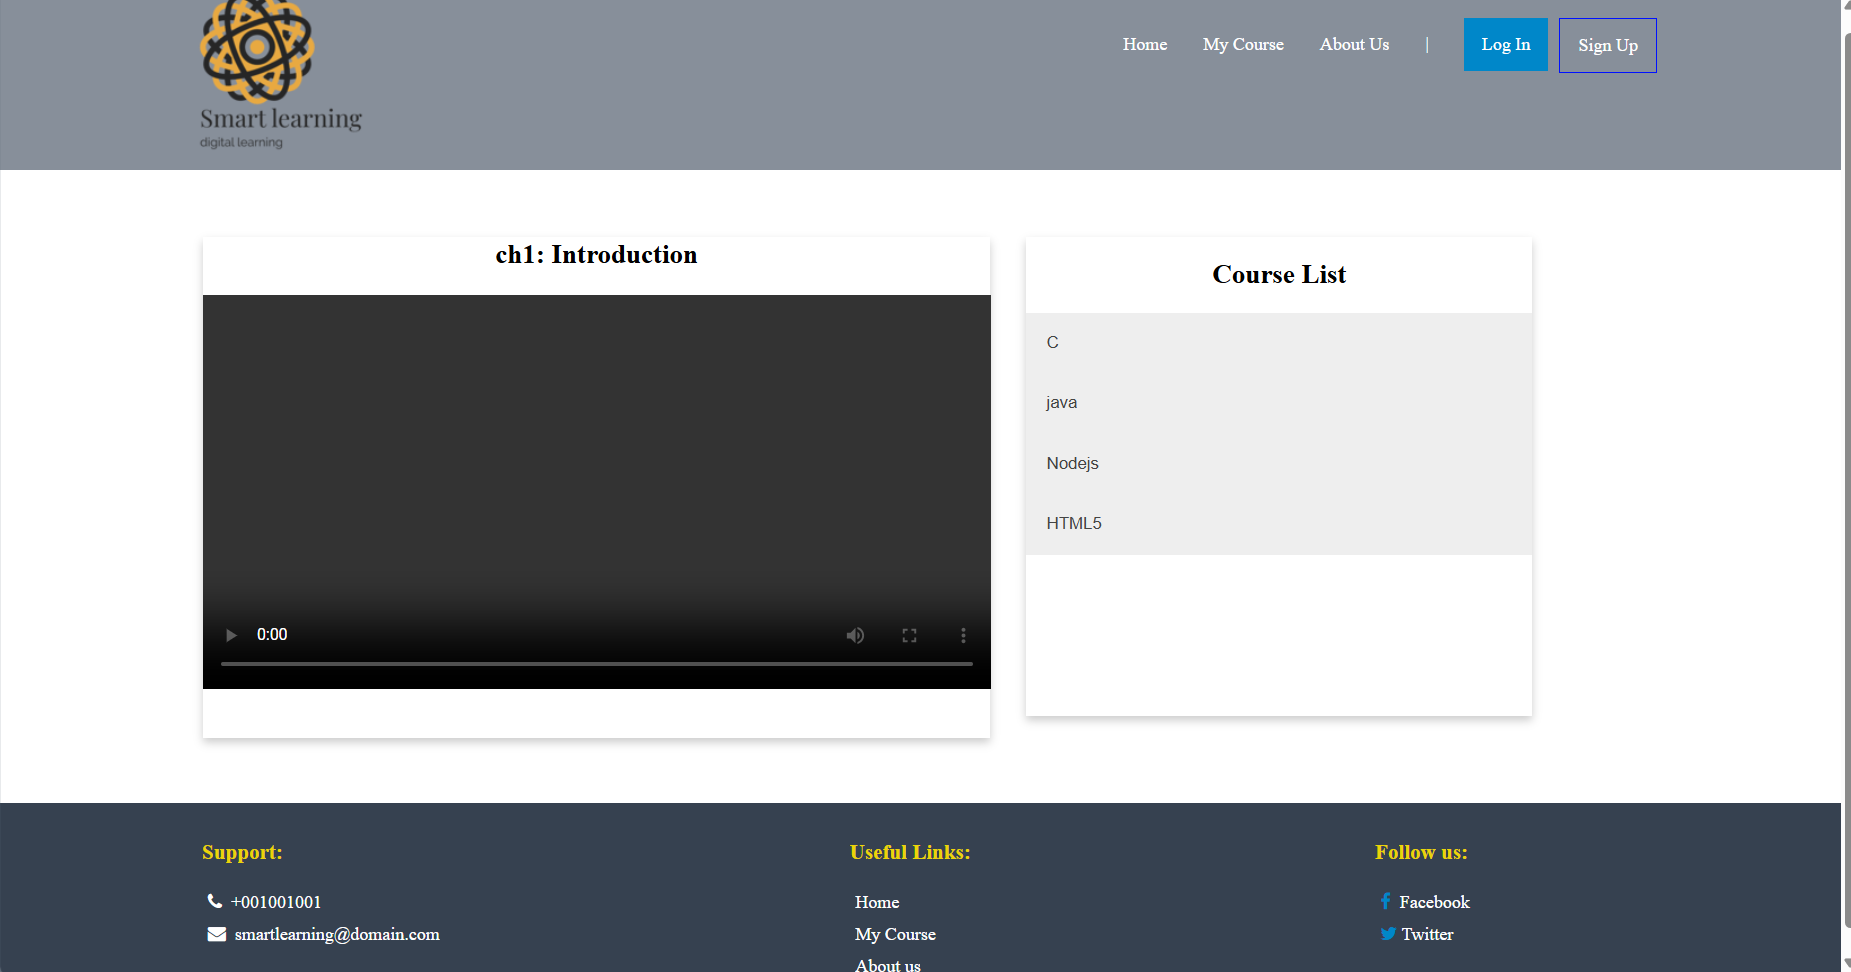 Smart learning
digital learning
Home My Course About Us | Log In Sign Up
ch1: Introduction
0:00
Course List
C
java
Nodejs
HTML5
Support:
+001001001
smartlearning@domain.com
Useful Links:
Home
My Course
About us
Follow us:
Facebook
Twitter